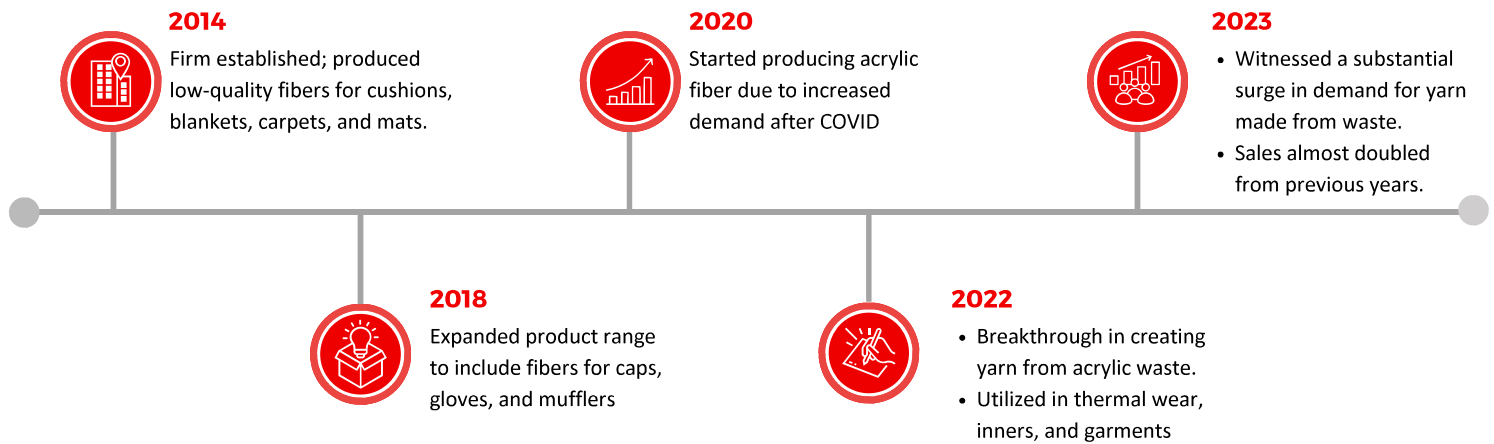 2014
Firm established; produced
low-quality fibers for cushions,
blankets, carpets, and mats.
2018
Expanded product range
to include fibers for caps,
gloves, and mufflers
2020
Started producing acrylic
fiber due to increased
demand after COVID
2022
• Breakthrough in creating
yarn from acrylic waste.
• Utilized in thermal wear,
inners, and garments
2023
• Witnessed a substantial
surge in demand for yarn
made from waste.
• Sales almost doubled
from previous years.